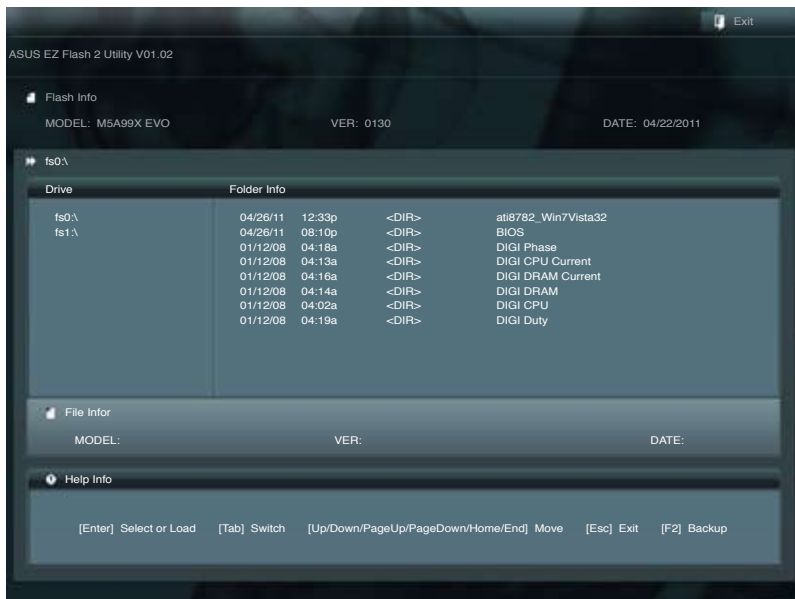 Exit
ASUS EZ Flash 2 Utility V01.02
Flash Info
MODEL: M5A99X EVO VER: 0130 DATE: 04/22/2011
fs0:\
Drive Folder Info
fs0:\ 04/26/11 12:33p <DIR> ati8782_Win7Vista32
fs1:\ 04/26/11 08:10p <DIR> BIOS
01/12/08 04:18a <DIR> DIGI Phase
01/12/08 04:13a <DIR> DIGI CPU Current
01/12/08 04:16a <DIR> DIGI DRAM Current
01/12/08 04:14a <DIR> DIGI DRAM
01/12/08 04:02a <DIR> DIGI CPU
01/12/08 04:19a <DIR> DIGI Duty
File Infor
MODEL: VER: DATE:
Help Info
[Enter] Select or Load [Tab] Switch [Up/Down/PageUp/PageDown/Home/End] Move [Esc] Exit [F2] Backup